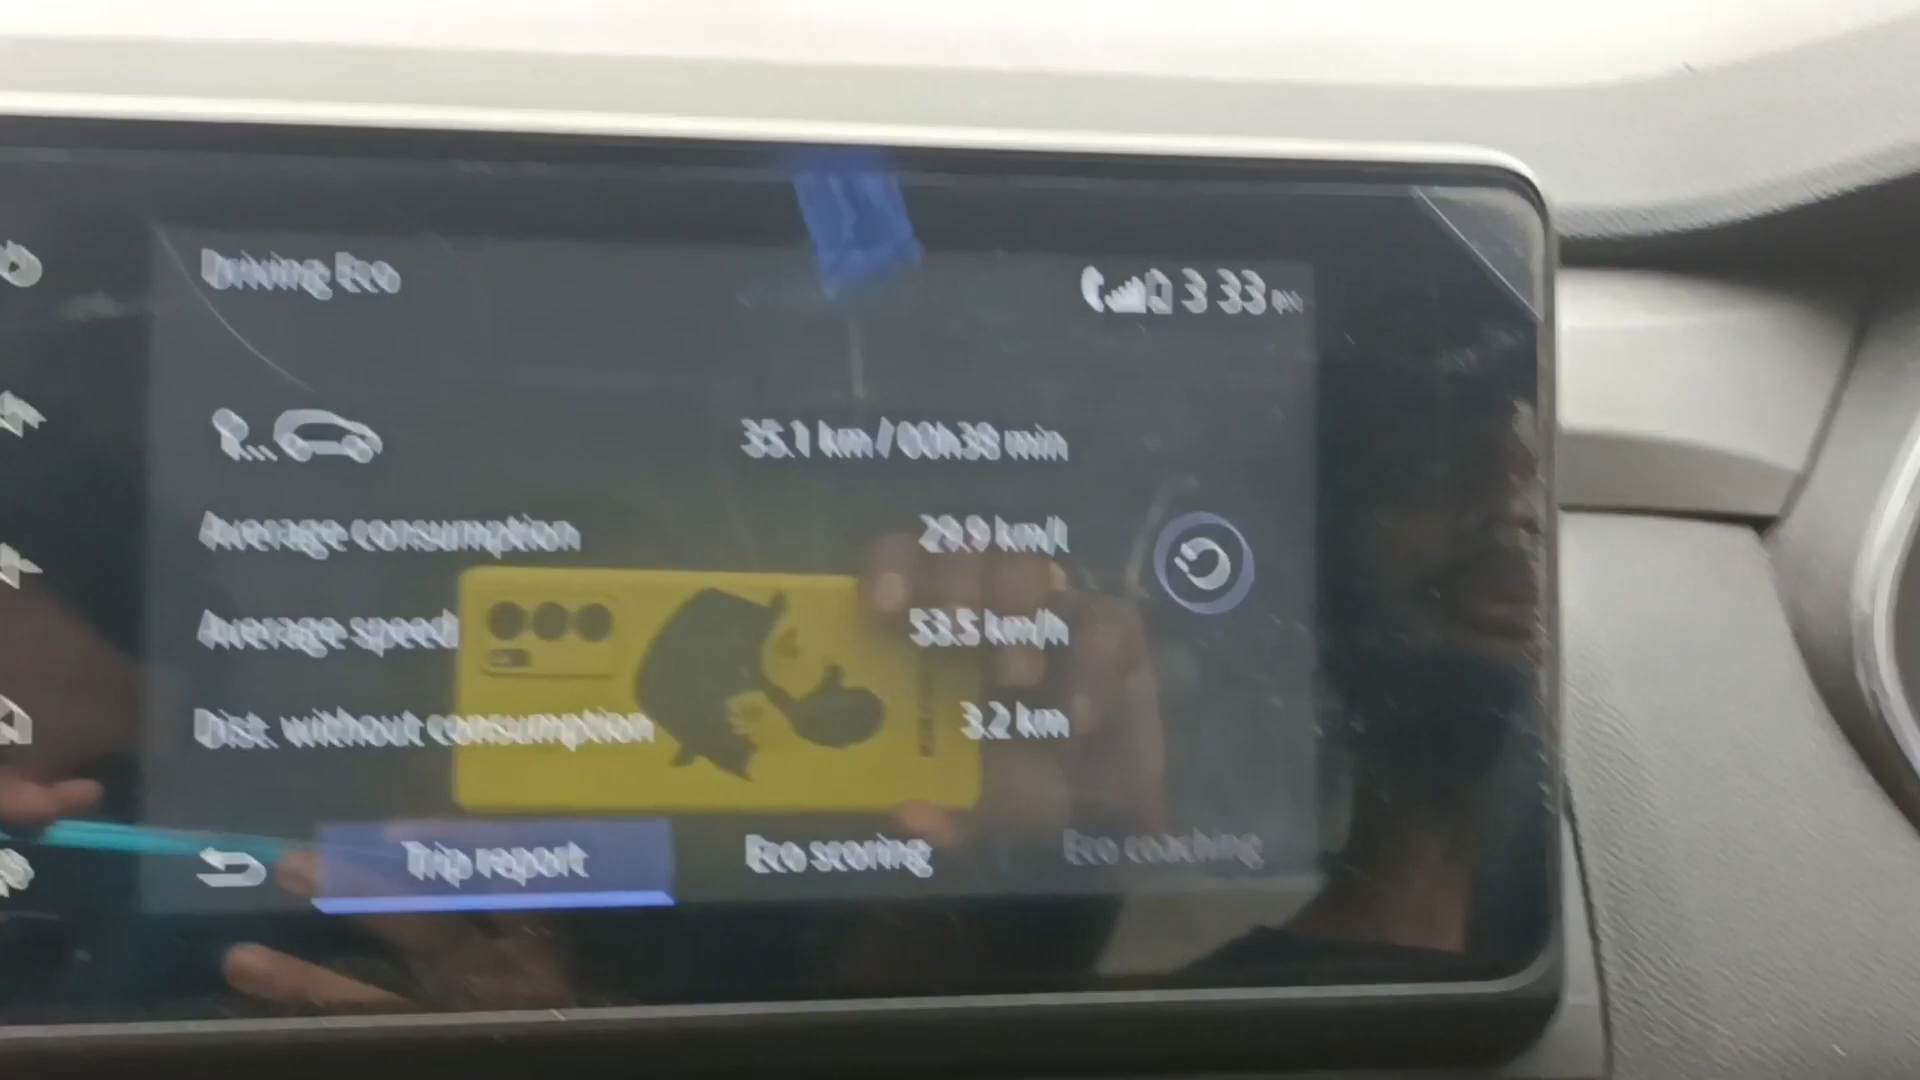 Driving Eco
3 33
35.1 km / 00h38 min
Average consumption 29.9 km/l
Average speed 53.5 km/h
Dist. without consumption 3.2 km
Trip report Eco scoring Eco coaching